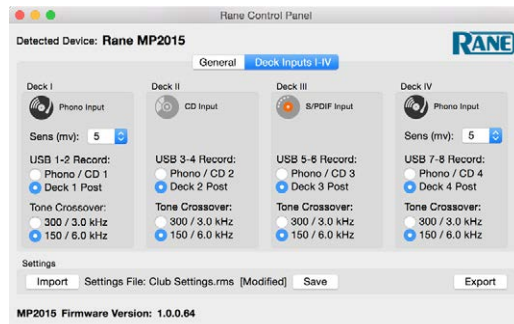 Rane Control Panel
Detected Device: Rane MP2015
RANE
General Deck Inputs I-IV
Deck I
Phono Input
Sens (mv): 5
USB 1-2 Record:
Phono / CD 1
Deck 1 Post
Tone Crossover:
300 / 3.0 kHz
150 / 6.0 kHz
Deck II
CD Input
USB 3-4 Record:
Phono / CD 2
Deck 2 Post
Tone Crossover:
300 / 3.0 kHz
150 / 6.0 kHz
Deck III
S/PDIF Input
USB 5-6 Record:
Phono / CD 3
Deck 3 Post
Tone Crossover:
300 / 3.0 kHz
150 / 6.0 kHz
Deck IV
Phono Input
Sens (mv): 5
USB 7-8 Record:
Phono / CD 4
Deck 4 Post
Tone Crossover:
300 / 3.0 kHz
150 / 6.0 kHz
Settings
Import Settings File: Club Settings.rms [Modified] Save Export
MP2015 Firmware Version: 1.0.0.64